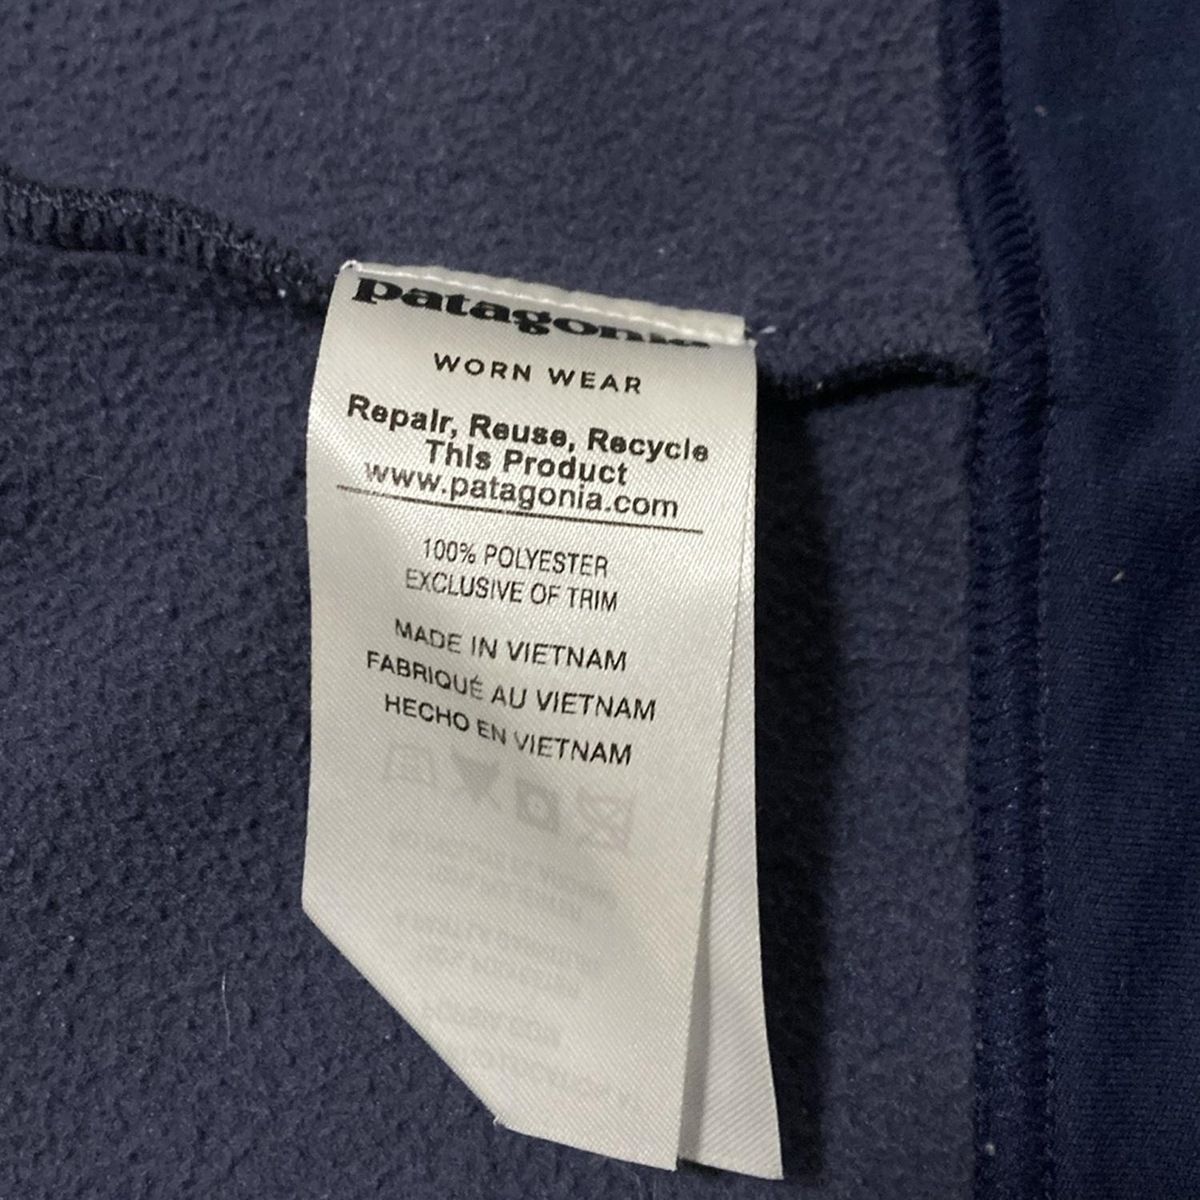 patagonia
WORN WEAR
Repair, Reuse, Recycle
This Product
www.patagonia.com
100% POLYESTER
EXCLUSIVE OF TRIM
MADE IN VIETNAM
FABRIQUÉ AU VIETNAM
HECHO EN VIETNAM